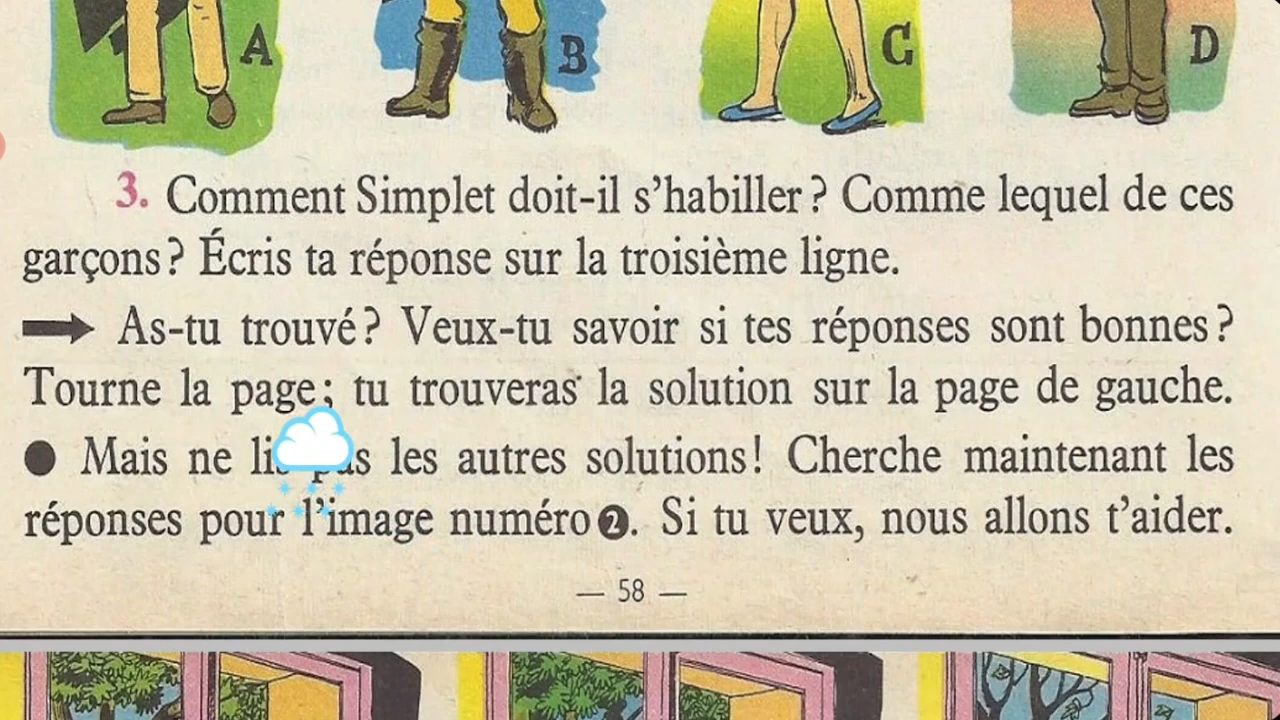 A B C D
3. Comment Simplet doit-il s'habiller ? Comme lequel de ces
garçons ? Écris ta réponse sur la troisième ligne.
As-tu trouvé ? Veux-tu savoir si tes réponses sont bonnes ?
Tourne la page ; tu trouveras la solution sur la page de gauche.
Mais ne les autres solutions ! Cherche maintenant les
réponses pour l'image numéro 2. Si tu veux, nous allons t'aider.
— 58 —